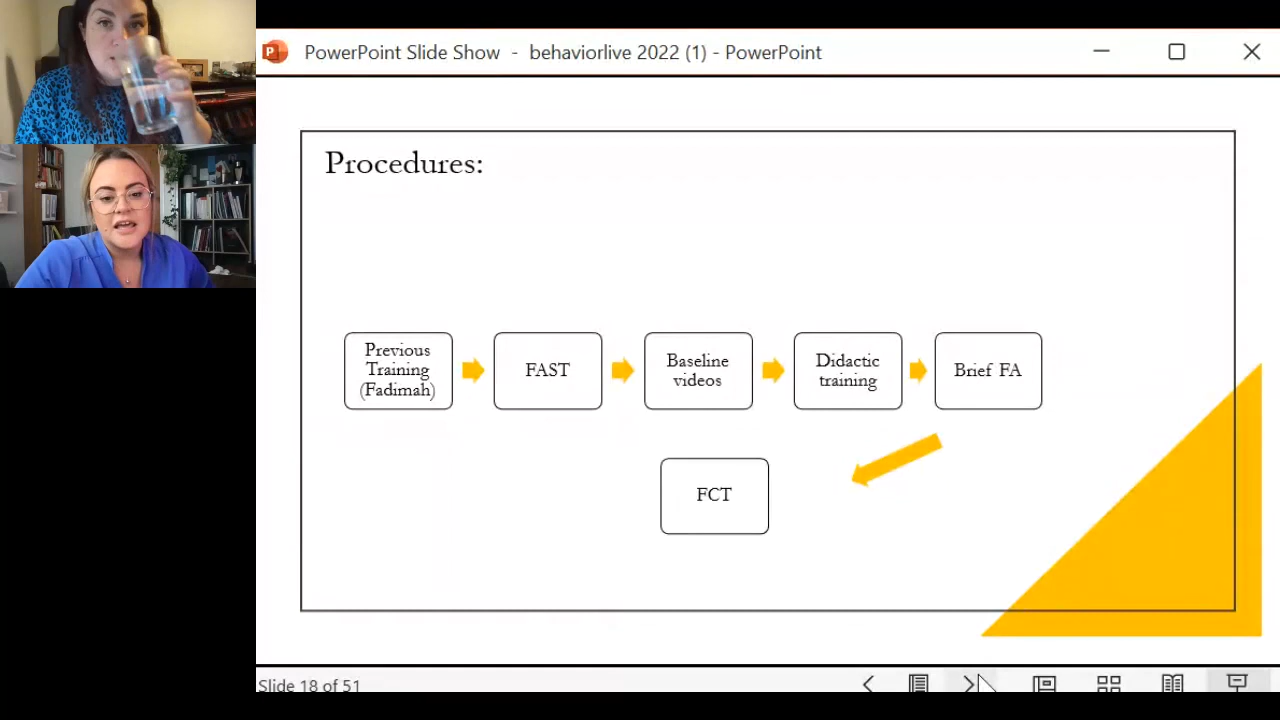 PowerPoint Slide Show - behaviorlive 2022 (1) - PowerPoint
Procedures:
Previous
Training
(Fadimah)
FAST
Baseline
videos
Didactic
training
Brief FA
FCT
Slide 18 of 51